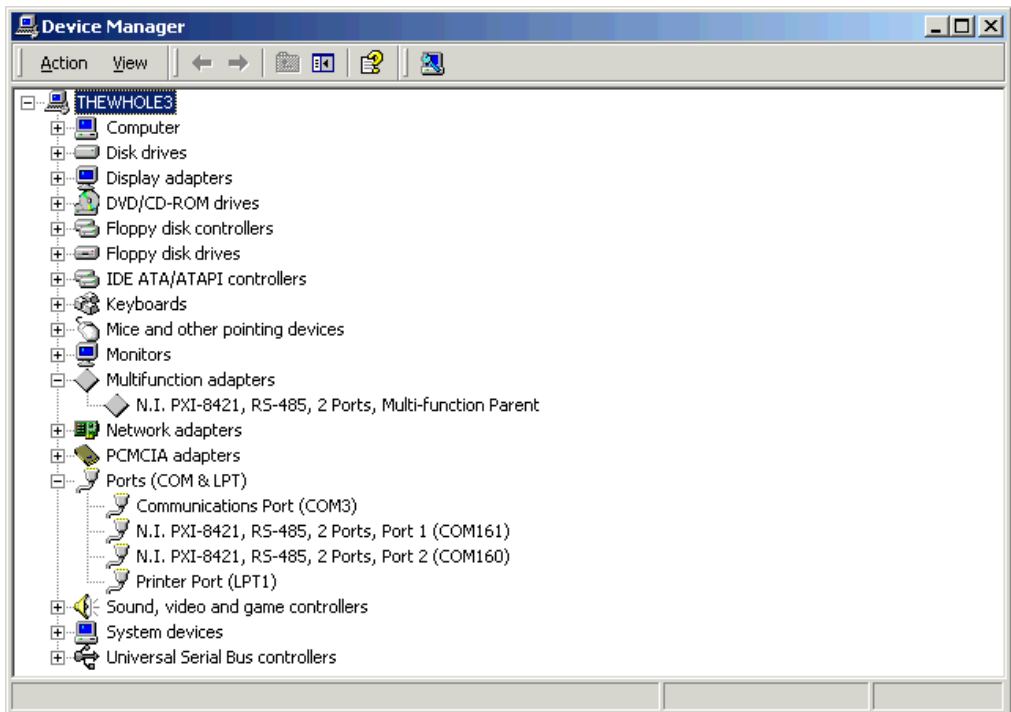 Device Manager
Action View
THEWHOLE3
Computer
Disk drives
Display adapters
DVD/CD-ROM drives
Floppy disk controllers
Floppy disk drives
IDE ATA/ATAPI controllers
Keyboards
Mice and other pointing devices
Monitors
Multifunction adapters
N.I. PXI-8421, RS-485, 2 Ports, Multi-function Parent
Network adapters
PCMCIA adapters
Ports (COM & LPT)
Communications Port (COM3)
N.I. PXI-8421, RS-485, 2 Ports, Port 1 (COM161)
N.I. PXI-8421, RS-485, 2 Ports, Port 2 (COM160)
Printer Port (LPT1)
Sound, video and game controllers
System devices
Universal Serial Bus controllers